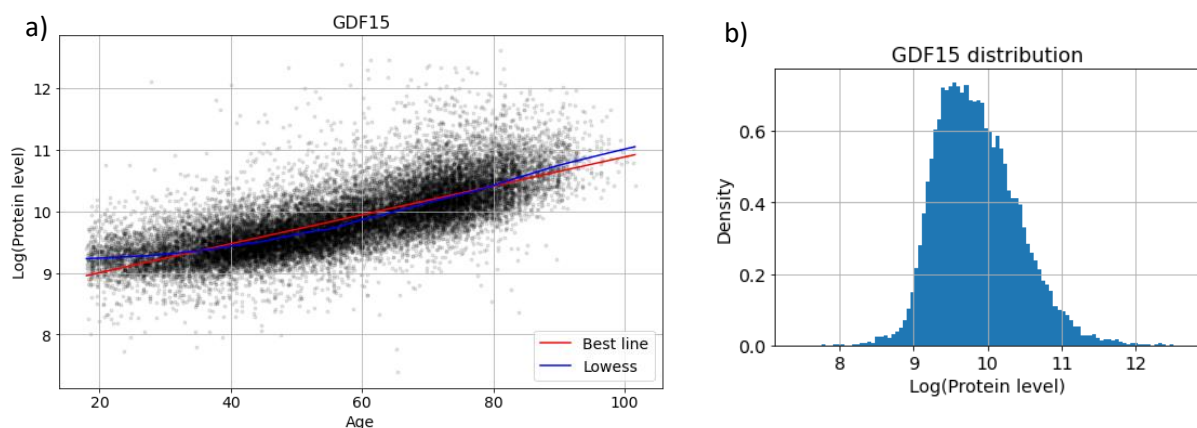 a)
GDF15
Log(Protein level)
12
11
10
9
8
20
40
60
80
100
Age
Best line
Lowess
b)
GDF15 distribution
Density
0.6
0.4
0.2
0.0
8
9
10
11
12
Log(Protein level)